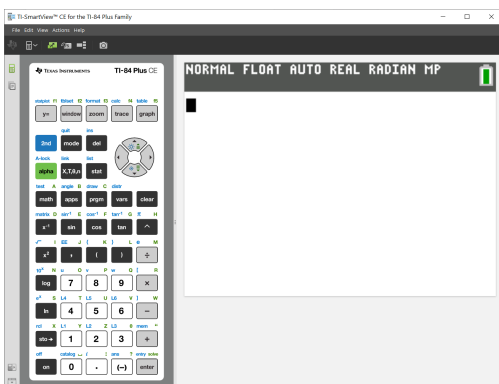 TI-SmartView™ CE for the TI-84 Plus Family
File Edit View Actions Help
TEXAS INSTRUMENTS TI-84 Plus CE
NORMAL FLOAT AUTO REAL RADIAN MP
statplot f1 tblset f2 format f3 calc f4 table f5
y= window zoom trace graph
quit ins
2nd mode del
A-lock link list
alpha X,T,θ,n stat
test A angle B draw C distr
math apps prgm vars clear
matrix D sin⁻¹ E cos⁻¹ F tan⁻¹ G π H
x⁻¹ sin cos tan ^
√ I EE J { K } L e M
x² , ( ) ÷
10ˣ N u O v P w Q [ R
log 7 8 9 ×
eˣ S L4 T L5 U L6 V ] W
ln 4 5 6 −
rcl X L1 Y L2 Z L3 θ mem "
sto→ 1 2 3 +
off catalog i : ans ? entry solve
on 0 . (−) enter